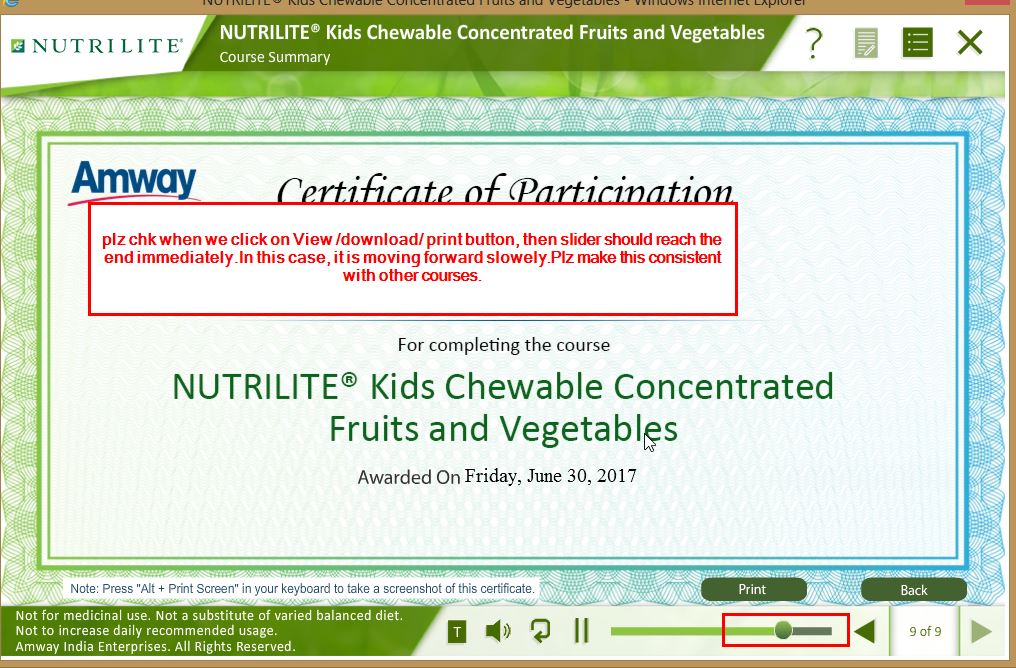 NUTRILITE® Kids Chewable Concentrated Fruits and Vegetables - Windows Internet Explorer
NUTRILITE®
NUTRILITE® Kids Chewable Concentrated Fruits and Vegetables
Course Summary
?
Amway
Certificate of Participation
plz chk when we click on View /download/ print button, then slider should reach the
end immediately.In this case, it is moving forward slowely.Plz make this consistent
with other courses.
For completing the course
NUTRILITE® Kids Chewable Concentrated
Fruits and Vegetables
Awarded On Friday, June 30, 2017
Note: Press "Alt + Print Screen" in your keyboard to take a screenshot of this certificate.
Print
Back
Not for medicinal use. Not a substitute of varied balanced diet.
Not to increase daily recommended usage.
Amway India Enterprises. All Rights Reserved.
T
9 of 9